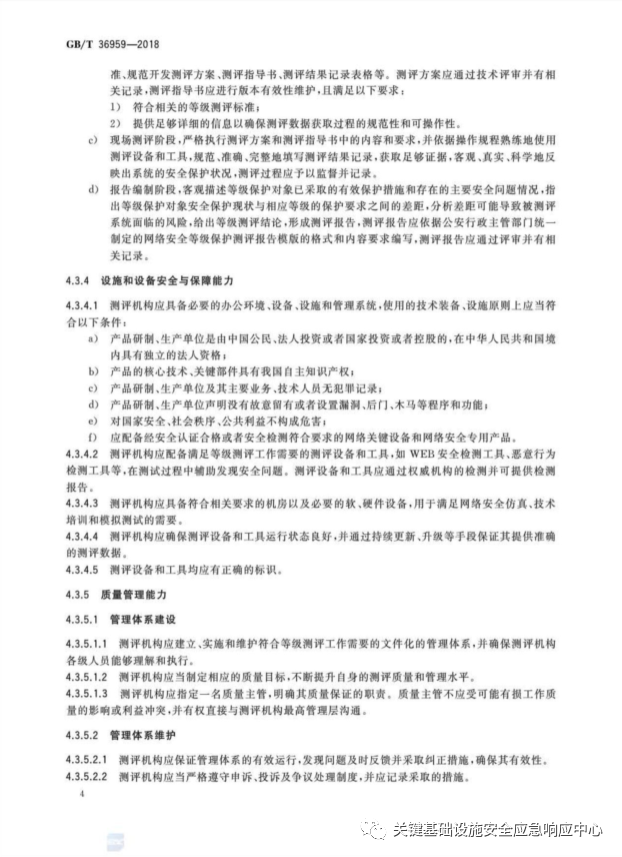 GB/T 36959—2018
准、规范开发测评方案、测评指导书、测评结果记录表格等。测评方案应通过技术评审并有相
关记录,测评指导书应进行版本有效性维护,且满足以下要求:
1) 符合相关的等级测评标准;
2) 提供足够详细的信息以确保测评数据获取过程的规范性和可操作性。
c) 现场测评阶段,严格执行测评方案和测评指导书中的内容和要求,并依据操作规程熟练地使用
测评设备和工具,规范、准确、完整地填写测评结果记录,获取足够证据,客观、真实、科学地反
映出系统的安全保护状况,测评过程应予以监督并记录。
d) 报告编制阶段,客观描述等级保护对象已采取的有效保护措施和存在的主要安全问题情况,指
出等级保护对象安全保护现状与相应等级的保护要求之间的差距,分析差距可能导致被测评
系统面临的风险,给出等级测评结论,形成测评报告,测评报告应依据公安行政主管部门统一
制定的网络安全等级保护测评报告模版的格式和内容要求编写,测评报告应通过评审并有相
关记录。
4.3.4 设施和设备安全与保障能力
4.3.4.1 测评机构应具备必要的办公环境、设备、设施和管理系统,使用的技术装备、设施原则上应当符
合以下条件:
a) 产品研制、生产单位是由中国公民、法人投资或者国家投资或者控股的,在中华人民共和国境
内具有独立的法人资格;
b) 产品的核心技术、关键部件具有我国自主知识产权;
c) 产品研制、生产单位及其主要业务、技术人员无犯罪记录;
d) 产品研制、生产单位声明没有故意留有或者设置漏洞、后门、木马等程序和功能;
e) 对国家安全、社会秩序、公共利益不构成危害;
f) 应配备经安全认证合格或者安全检测符合要求的网络关键设备和网络安全专用产品。
4.3.4.2 测评机构应配备满足等级测评工作需要的测评设备和工具,如 WEB 安全检测工具、恶意行为
检测工具等,在测试过程中辅助发现安全问题。测评设备和工具应通过权威机构的检测并可提供检测
报告。
4.3.4.3 测评机构应具备符合相关要求的机房以及必要的软、硬件设备,用于满足网络安全仿真、技术
培训和模拟测试的需要。
4.3.4.4 测评机构应确保测评设备和工具运行状态良好,并通过持续更新、升级等手段保证其提供准确
的测评数据。
4.3.4.5 测评设备和工具均应有正确的标识。
4.3.5 质量管理能力
4.3.5.1 管理体系建设
4.3.5.1.1 测评机构应建立、实施和维护符合等级测评工作需要的文件化的管理体系,并确保测评机构
各级人员能够理解和执行。
4.3.5.1.2 测评机构应当制定相应的质量目标,不断提升自身的测评质量和管理水平。
4.3.5.1.3 测评机构应指定一名质量主管,明确其质量保证的职责。质量主管不应受可能有损工作质
量的影响或利益冲突,并有权直接与测评机构最高管理层沟通。
4.3.5.2 管理体系维护
4.3.5.2.1 测评机构应保证管理体系的有效运行,发现问题及时反馈并采取纠正措施,确保其有效性。
4.3.5.2.2 测评机构应当严格遵守申诉、投诉及争议处理制度,并应记录采取的措施。
4
关键基础设施安全应急响应中心